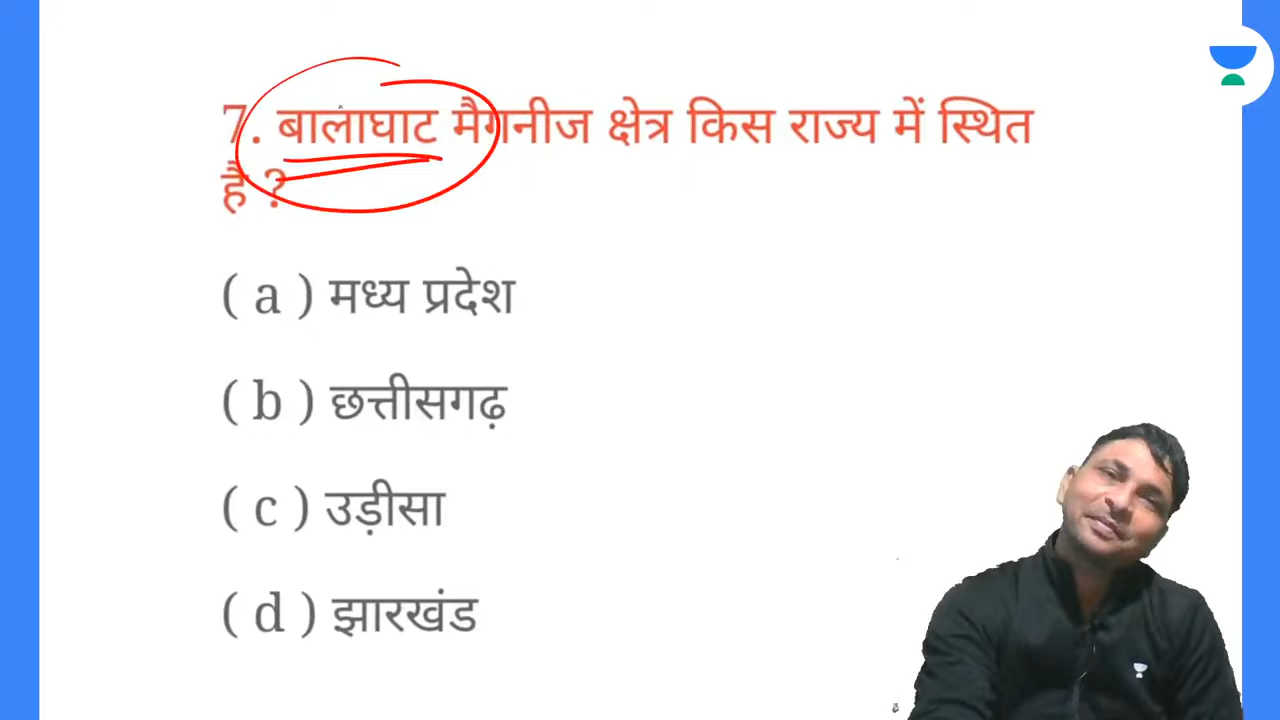 7. बालाघाट मैगनीज क्षेत्र किस राज्य में स्थित
है ?
( a ) मध्य प्रदेश
( b ) छत्तीसगढ़
( c ) उड़ीसा
( d ) झारखंड